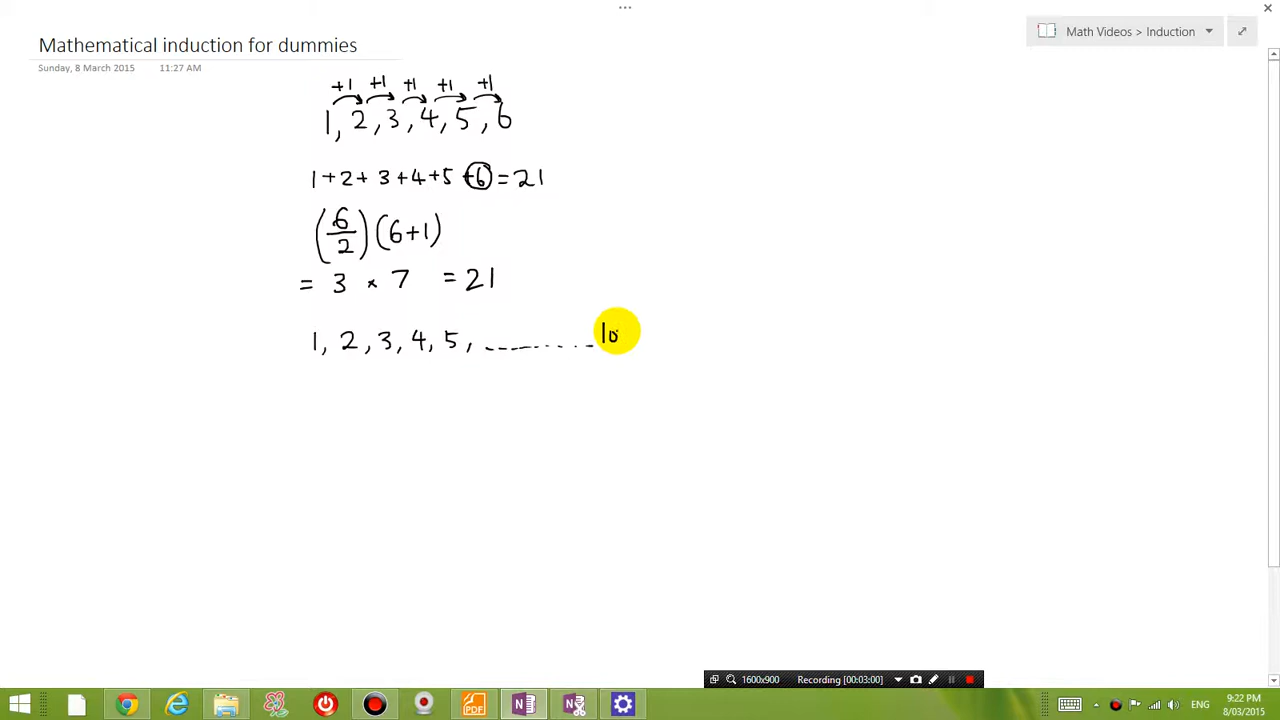 Mathematical induction for dummies
Math Videos > Induction
Sunday, 8 March 2015 11:27 AM
+1 +1 +1 +1 +1
1, 2, 3, 4, 5, 6
1+2+3+4+5+6=21
(6/2)(6+1)
= 3 × 7 = 21
1, 2, 3, 4, 5, ........... 10
1600x900 Recording [00:03:00]
PDF
ENG
9:22 PM
8/03/2015